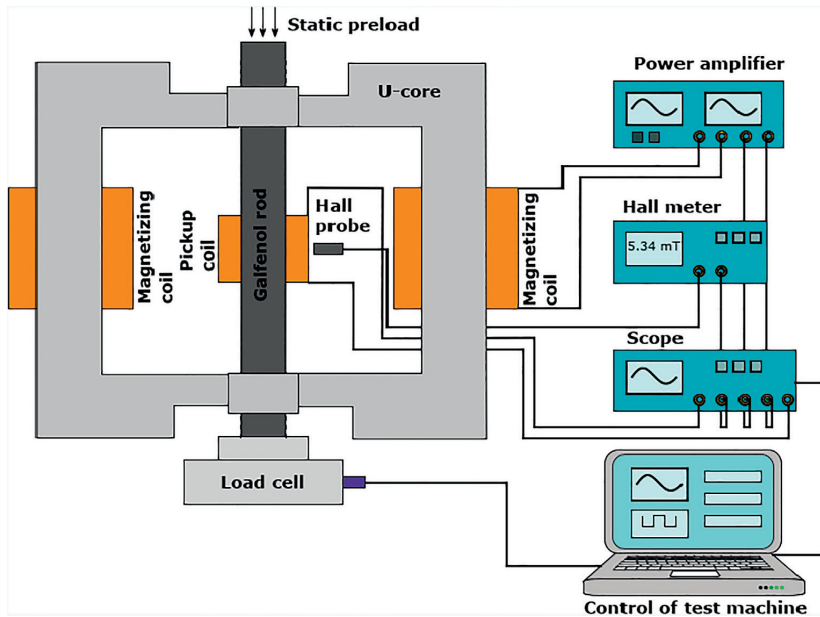 Static preload
U-core
Power amplifier
Magnetizing
coil
Pickup
coil
Galfenol rod
Hall
probe
Magnetizing
coil
Hall meter
5.34 mT
Scope
Load cell
Control of test machine